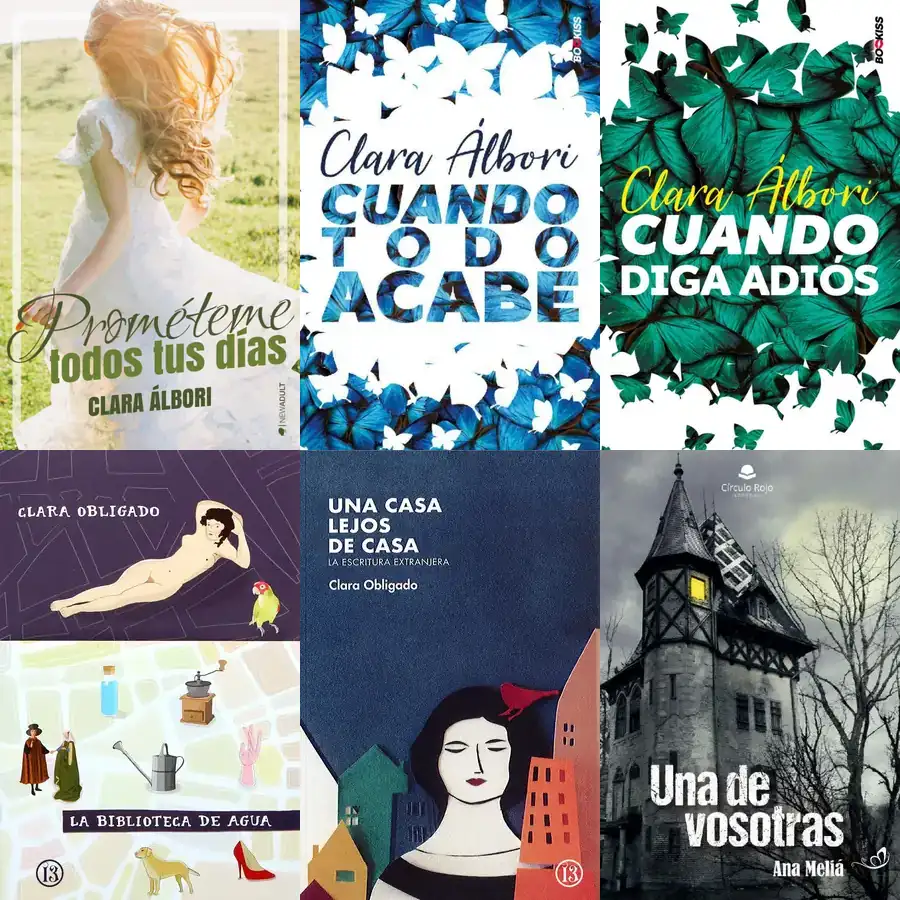 Prométeme
todos tus días
CLARA ÁLBORI
NEWADULT
BOOKISS
Clara Álbori
CUANDO
TODO
ACABE
BOOKISS
Clara Álbori
CUANDO
DIGA ADIÓS
CLARA OBLIGADO
LA BIBLIOTECA DE AGUA
13
UNA CASA
LEJOS
DE CASA
LA ESCRITURA EXTRANJERA
Clara Obligado
13
Círculo Rojo
Una de
vosotras
Ana Meliá